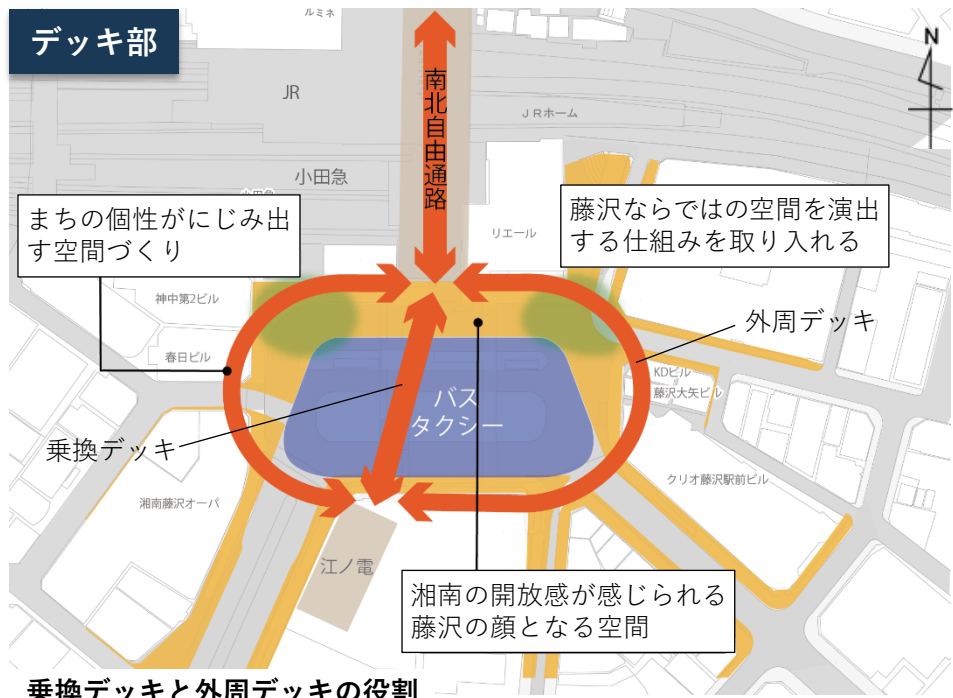 デッキ部
ルミネ
N
JR
南北自由通路
JRホーム
小田急
小田急
まちの個性がにじみ出
す空間づくり
藤沢ならではの空間を演出
する仕組みを取り入れる
リエール
神中第2ビル
外周デッキ
春日ビル
KDビル
藤沢大矢ビル
バス
タクシー
乗換デッキ
クリオ藤沢駅前ビル
湘南藤沢オーパ
江ノ電
湘南の開放感が感じられる
藤沢の顔となる空間
乗換デッキと外周デッキの役割